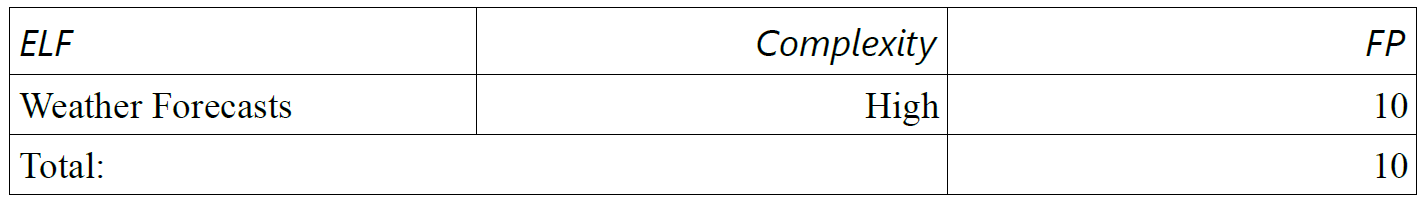 ELF Complexity FP
Weather Forecasts High 10
Total: 10